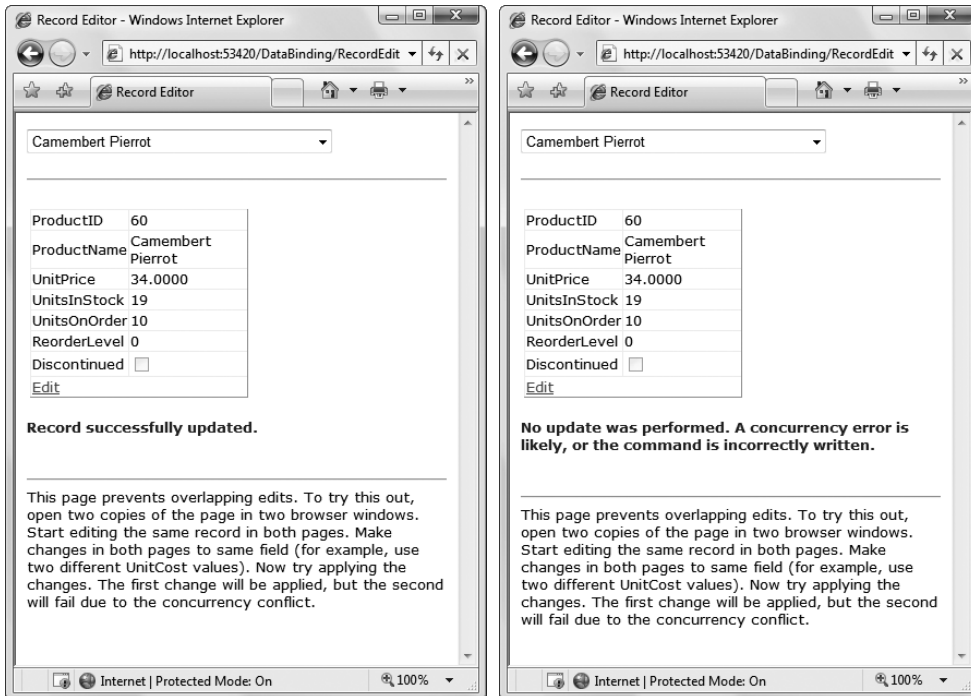 Record Editor - Windows Internet Explorer
http://localhost:53420/DataBinding/RecordEdit
Record Editor
Camembert Pierrot
ProductID 60
ProductName Camembert
Pierrot
UnitPrice 34.0000
UnitsInStock 19
UnitsOnOrder 10
ReorderLevel 0
Discontinued
Edit
Record successfully updated.
This page prevents overlapping edits. To try this out,
open two copies of the page in two browser windows.
Start editing the same record in both pages. Make
changes in both pages to same field (for example, use
two different UnitCost values). Now try applying the
changes. The first change will be applied, but the second
will fail due to the concurrency conflict.
Internet | Protected Mode: On 100%
Record Editor - Windows Internet Explorer
http://localhost:53420/DataBinding/RecordEdit
Record Editor
Camembert Pierrot
ProductID 60
ProductName Camembert
Pierrot
UnitPrice 34.0000
UnitsInStock 19
UnitsOnOrder 10
ReorderLevel 0
Discontinued
Edit
No update was performed. A concurrency error is
likely, or the command is incorrectly written.
This page prevents overlapping edits. To try this out,
open two copies of the page in two browser windows.
Start editing the same record in both pages. Make
changes in both pages to same field (for example, use
two different UnitCost values). Now try applying the
changes. The first change will be applied, but the second
will fail due to the concurrency conflict.
Internet | Protected Mode: On 100%